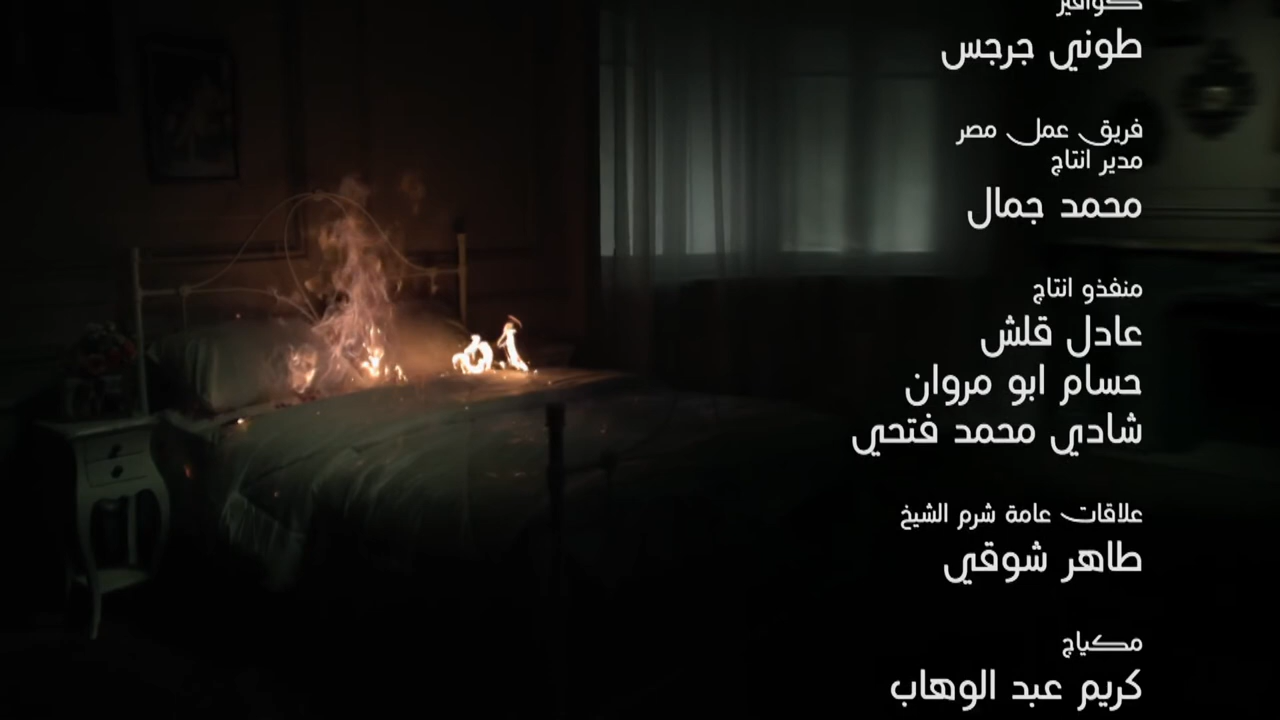 كوافير
طوني جرجس
فريق عمل مصر
مدير انتاج
محمد جمال
منفذو انتاج
عادل قلش
حسام ابو مروان
شادي محمد فتحي
علاقات عامة شرم الشيخ
طاهر شوقي
مكياج
كريم عبد الوهاب